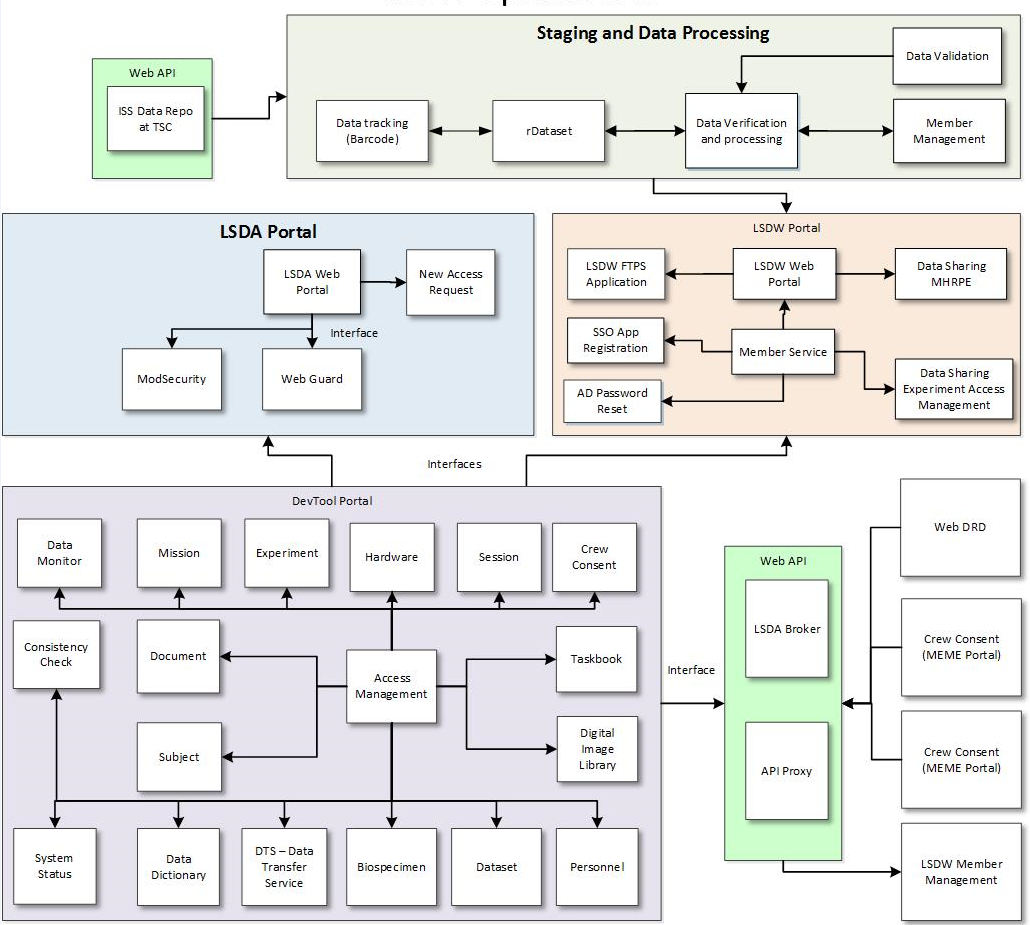 Staging and Data Processing
Web API
ISS Data Repo
at TSC
Data tracking
(Barcode)
rDataset
Data Verification
and processing
Data Validation
Member
Management
LSDA Portal
LSDA Web
Portal
New Access
Request
Interface
ModSecurity
Web Guard
LSDW Portal
LSDW FTPS
Application
LSDW Web
Portal
Data Sharing
MHRPE
SSO App
Registration
Member Service
AD Password
Reset
Data Sharing
Experiment Access
Management
Interfaces
DevTool Portal
Data
Monitor
Mission
Experiment
Hardware
Session
Crew
Consent
Consistency
Check
Document
Access
Management
Taskbook
Subject
Digital
Image
Library
System
Status
Data
Dictionary
DTS – Data
Transfer
Service
Biospecimen
Dataset
Personnel
Interface
Web API
LSDA Broker
API Proxy
Web DRD
Crew Consent
(MEME Portal)
Crew Consent
(MEME Portal)
LSDW Member
Management